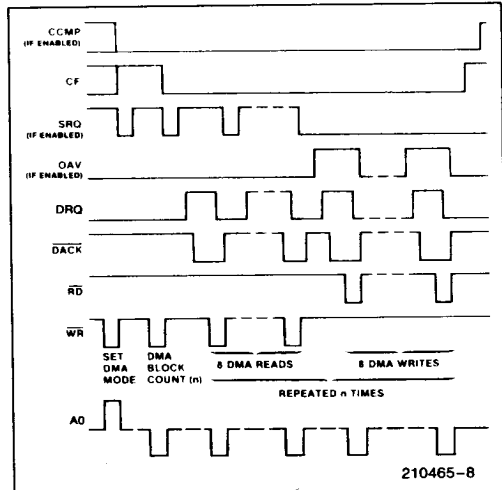 CCMP
(IF ENABLED)
CF
SRQ
(IF ENABLED)
OAV
(IF ENABLED)
DRQ
DACK
RD
WR
SET
DMA
MODE
DMA
BLOCK
COUNT (n)
8 DMA READS
8 DMA WRITES
REPEATED n TIMES
A0
210465-8